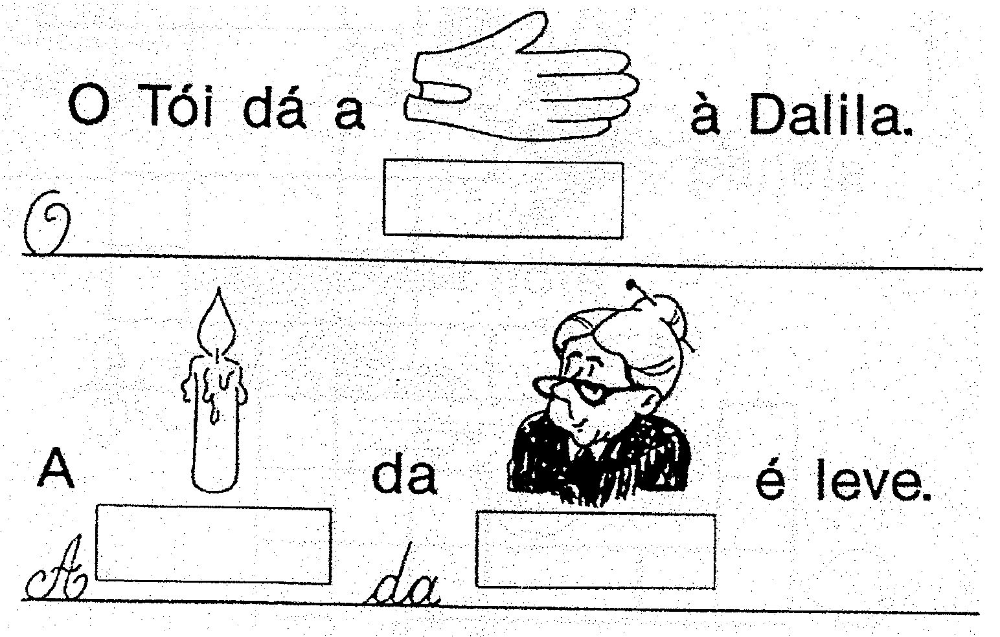 O Tói dá a à Dalila.
O
A da é leve.
A da